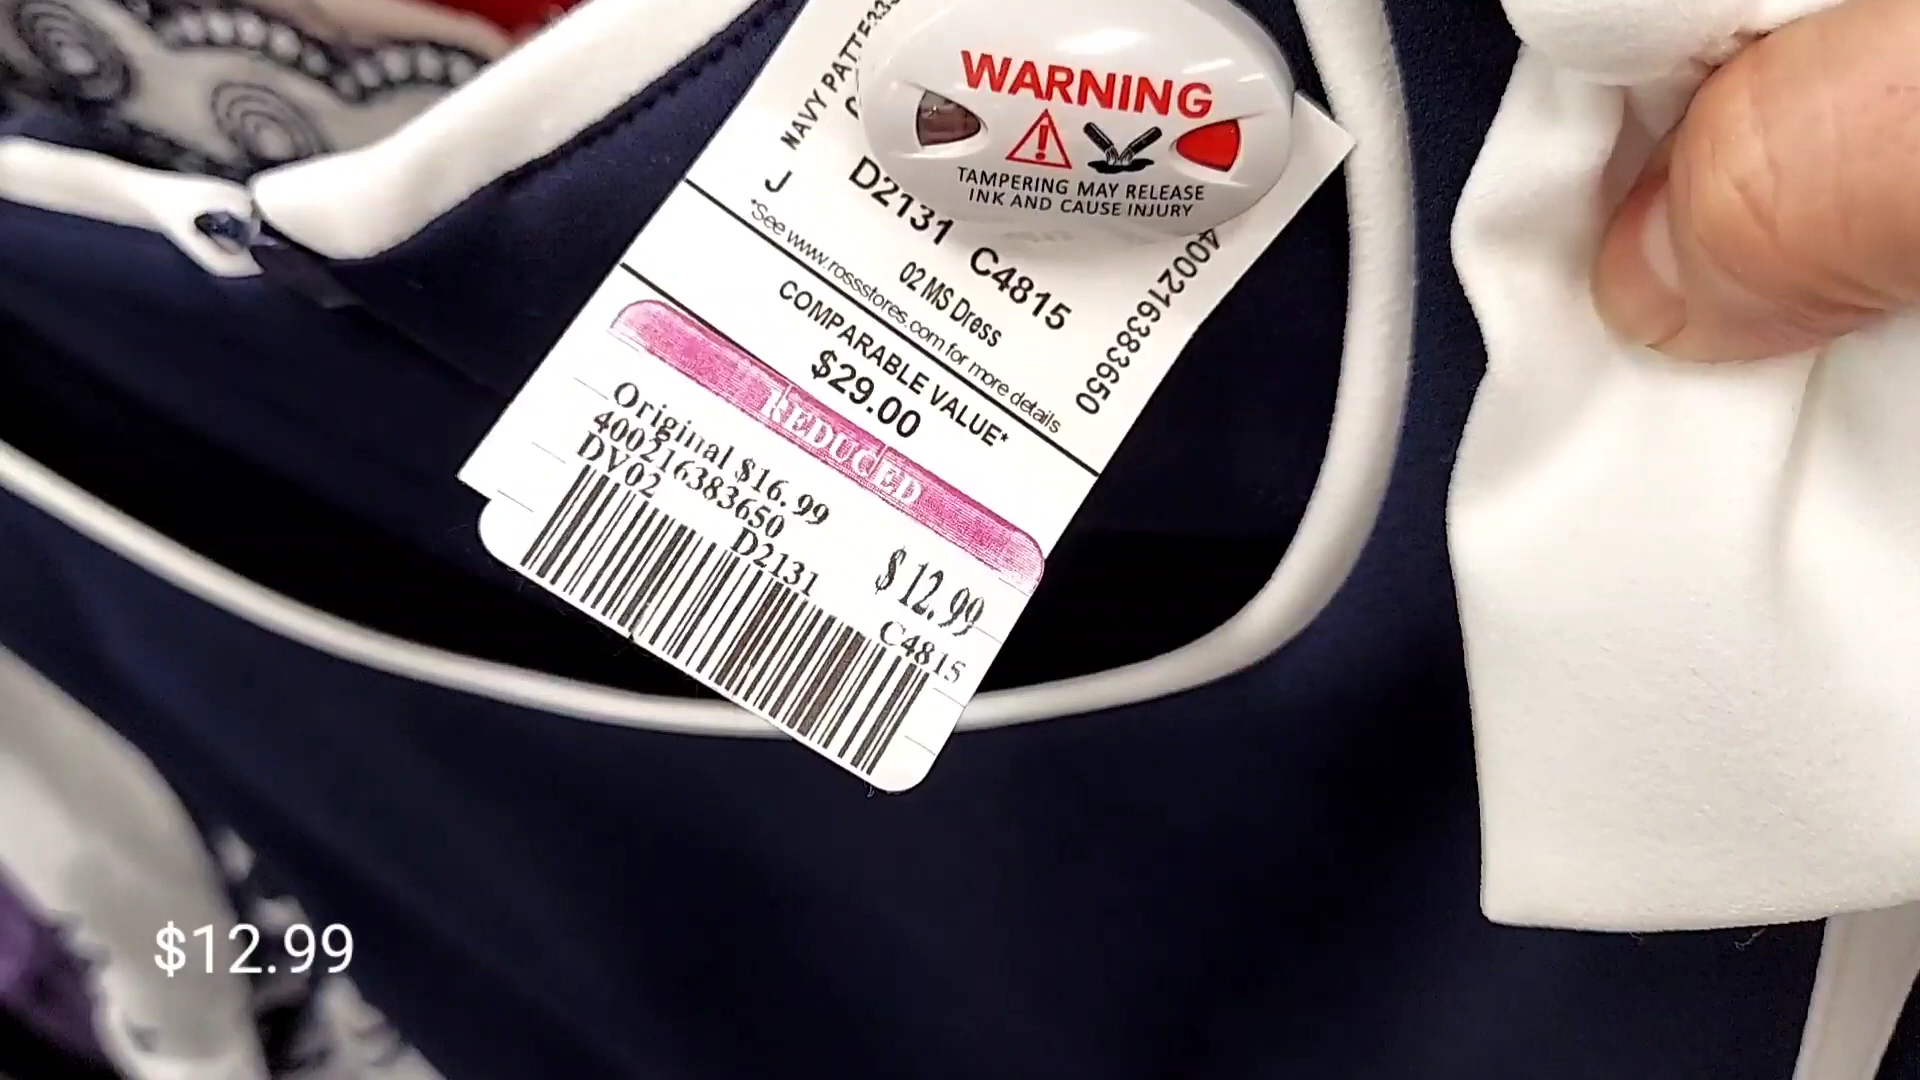 NAVY PATTE
WARNING
TAMPERING MAY RELEASE
INK AND CAUSE INJURY
J
D2131 C4815
02 MS Dress
400216383650
*See www.rossstores.com for more details
COMPARABLE VALUE*
$29.00
REDUCED
Original $16.99
400216383650
DV02
D2131
$12.99
C4815
$12.99